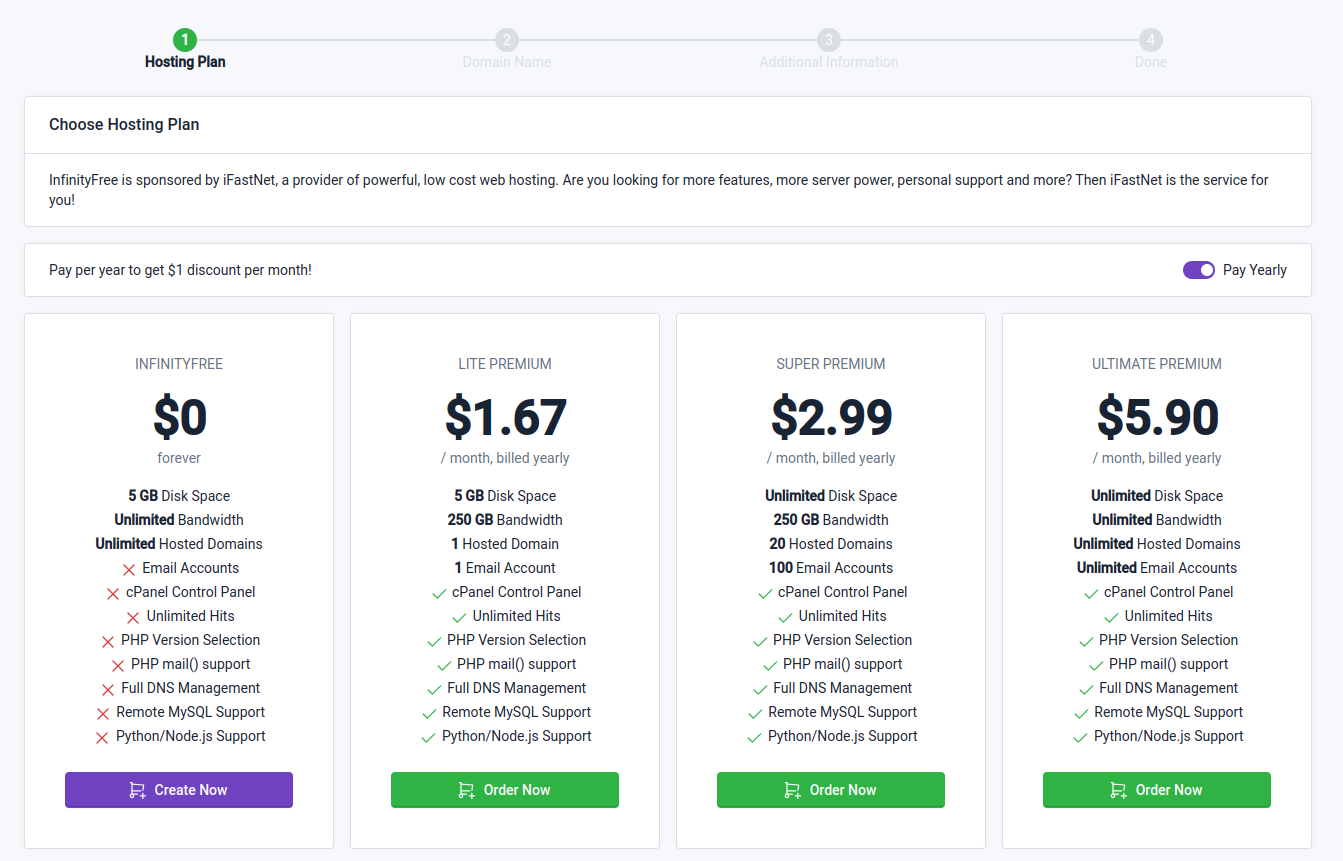 1
2
3
4
Hosting Plan
Domain Name
Additional Information
Done
Choose Hosting Plan
InfinityFree is sponsored by iFastNet, a provider of powerful, low cost web hosting. Are you looking for more features, more server power, personal support and more? Then iFastNet is the service for
you!
Pay per year to get $1 discount per month!
Pay Yearly
INFINITYFREE
$0
forever
5 GB Disk Space
Unlimited Bandwidth
Unlimited Hosted Domains
Email Accounts
cPanel Control Panel
Unlimited Hits
PHP Version Selection
PHP mail() support
Full DNS Management
Remote MySQL Support
Python/Node.js Support
Create Now
LITE PREMIUM
$1.67
/ month, billed yearly
5 GB Disk Space
250 GB Bandwidth
1 Hosted Domain
1 Email Account
cPanel Control Panel
Unlimited Hits
PHP Version Selection
PHP mail() support
Full DNS Management
Remote MySQL Support
Python/Node.js Support
Order Now
SUPER PREMIUM
$2.99
/ month, billed yearly
Unlimited Disk Space
250 GB Bandwidth
20 Hosted Domains
100 Email Accounts
cPanel Control Panel
Unlimited Hits
PHP Version Selection
PHP mail() support
Full DNS Management
Remote MySQL Support
Python/Node.js Support
Order Now
ULTIMATE PREMIUM
$5.90
/ month, billed yearly
Unlimited Disk Space
Unlimited Bandwidth
Unlimited Hosted Domains
Unlimited Email Accounts
cPanel Control Panel
Unlimited Hits
PHP Version Selection
PHP mail() support
Full DNS Management
Remote MySQL Support
Python/Node.js Support
Order Now